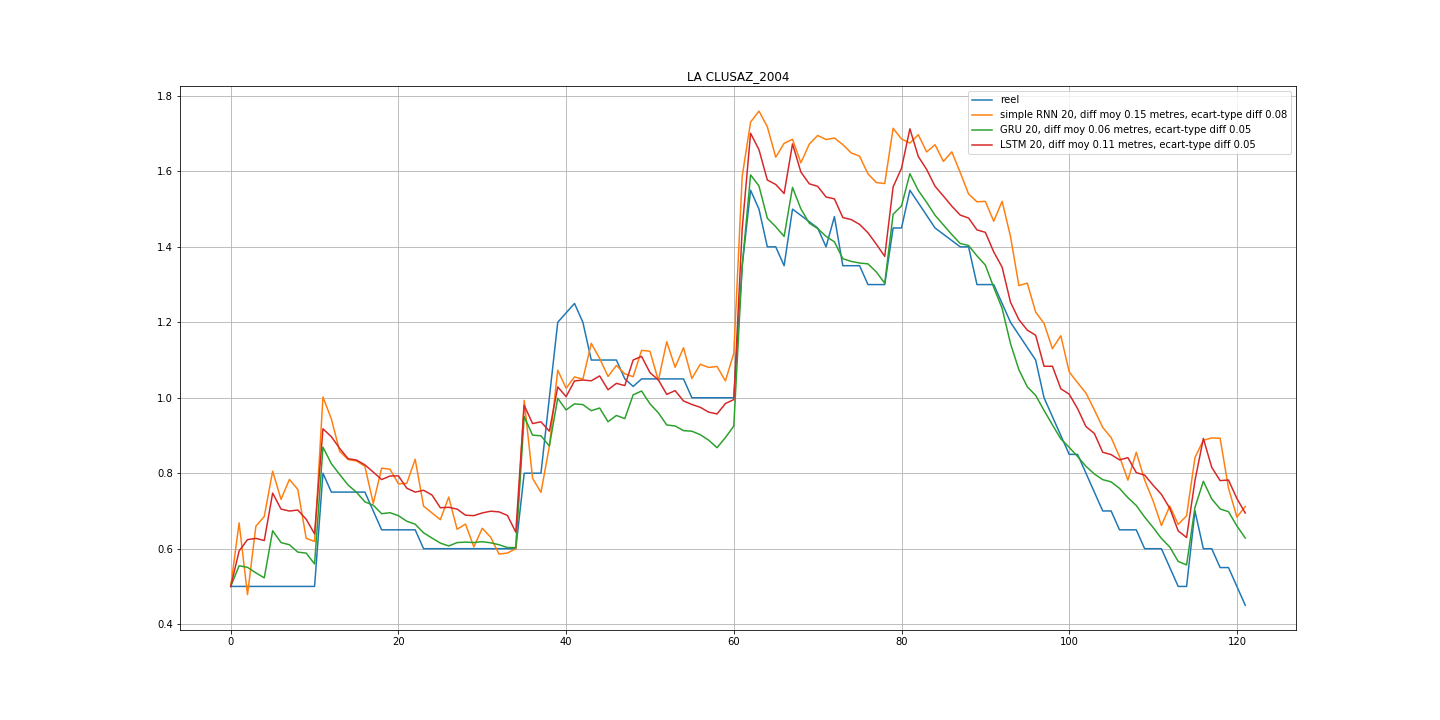 LA CLUSAZ_2004
reel
simple RNN 20, diff moy 0.15 metres, ecart-type diff 0.08
GRU 20, diff moy 0.06 metres, ecart-type diff 0.05
LSTM 20, diff moy 0.11 metres, ecart-type diff 0.05
1.8
1.6
1.4
1.2
1.0
0.8
0.6
0.4
0 20 40 60 80 100 120